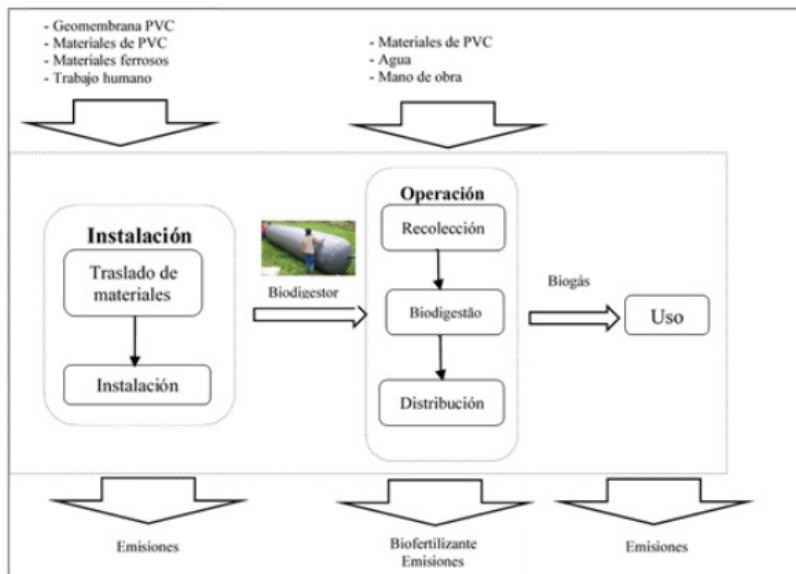 - Geomembrana PVC
- Materiales de PVC
- Materiales ferrosos
- Trabajo humano
- Materiales de PVC
- Agua
- Mano de obra
Instalación
Traslado de
materiales
Instalación
Biodigestor
Operación
Recolección
Biodigestão
Distribución
Biogás
Uso
Emisiones
Biofertilizante
Emisiones
Emisiones